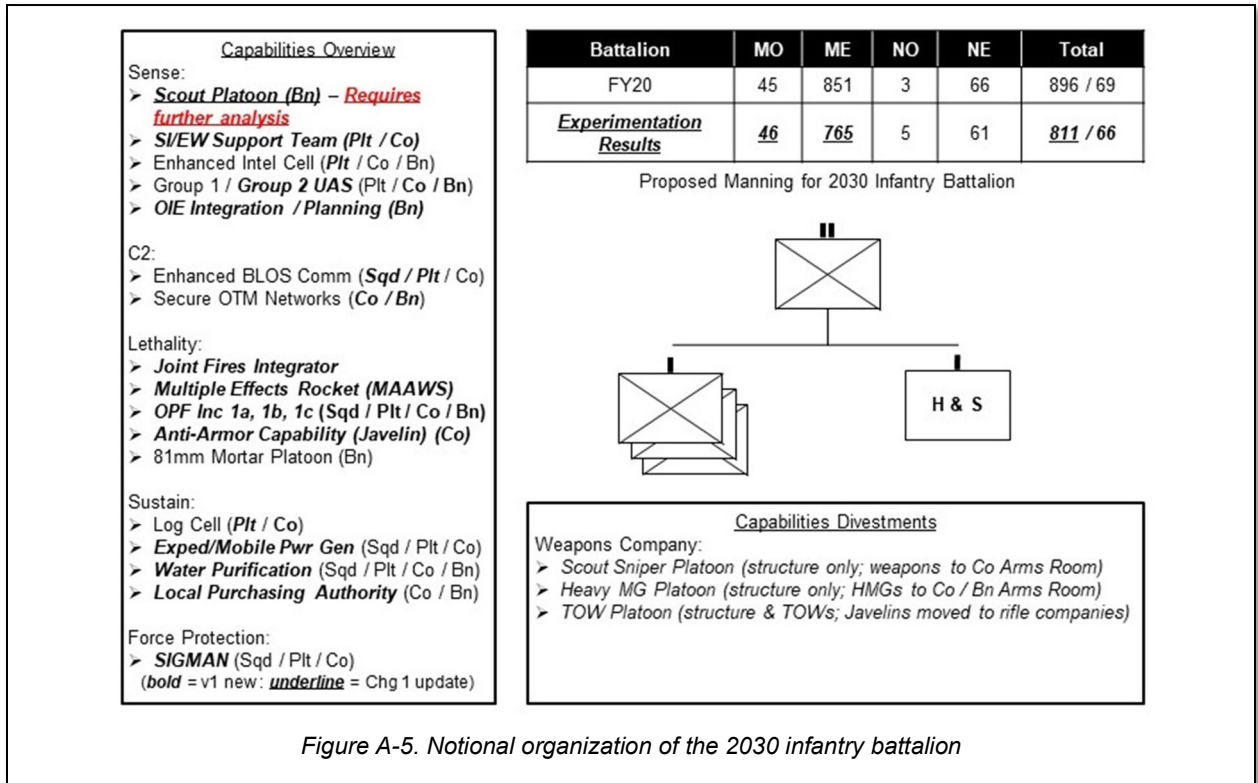 Capabilities Overview
Sense:
➢ Scout Platoon (Bn) – Requires
further analysis
➢ SI/EW Support Team (Plt / Co)
➢ Enhanced Intel Cell (Plt / Co / Bn)
➢ Group 1 / Group 2 UAS (Plt / Co / Bn)
➢ OIE Integration / Planning (Bn)
C2:
➢ Enhanced BLOS Comm (Sqd / Plt / Co)
➢ Secure OTM Networks (Co / Bn)
Lethality:
➢ Joint Fires Integrator
➢ Multiple Effects Rocket (MAAWS)
➢ OPF Inc 1a, 1b, 1c (Sqd / Plt / Co / Bn)
➢ Anti-Armor Capability (Javelin) (Co)
➢ 81mm Mortar Platoon (Bn)
Sustain:
➢ Log Cell (Plt / Co)
➢ Exped/Mobile Pwr Gen (Sqd / Plt / Co)
➢ Water Purification (Sqd / Plt / Co / Bn)
➢ Local Purchasing Authority (Co / Bn)
Force Protection:
➢ SIGMAN (Sqd / Plt / Co)
(bold = v1 new: underline = Chg 1 update)
Battalion MO ME NO NE Total
FY20 45 851 3 66 896 / 69
Experimentation
Results 46 765 5 61 811 / 66
Proposed Manning for 2030 Infantry Battalion
H & S
Capabilities Divestments
Weapons Company:
➢ Scout Sniper Platoon (structure only; weapons to Co Arms Room)
➢ Heavy MG Platoon (structure only; HMGs to Co / Bn Arms Room)
➢ TOW Platoon (structure & TOWs; Javelins moved to rifle companies)
Figure A-5. Notional organization of the 2030 infantry battalion